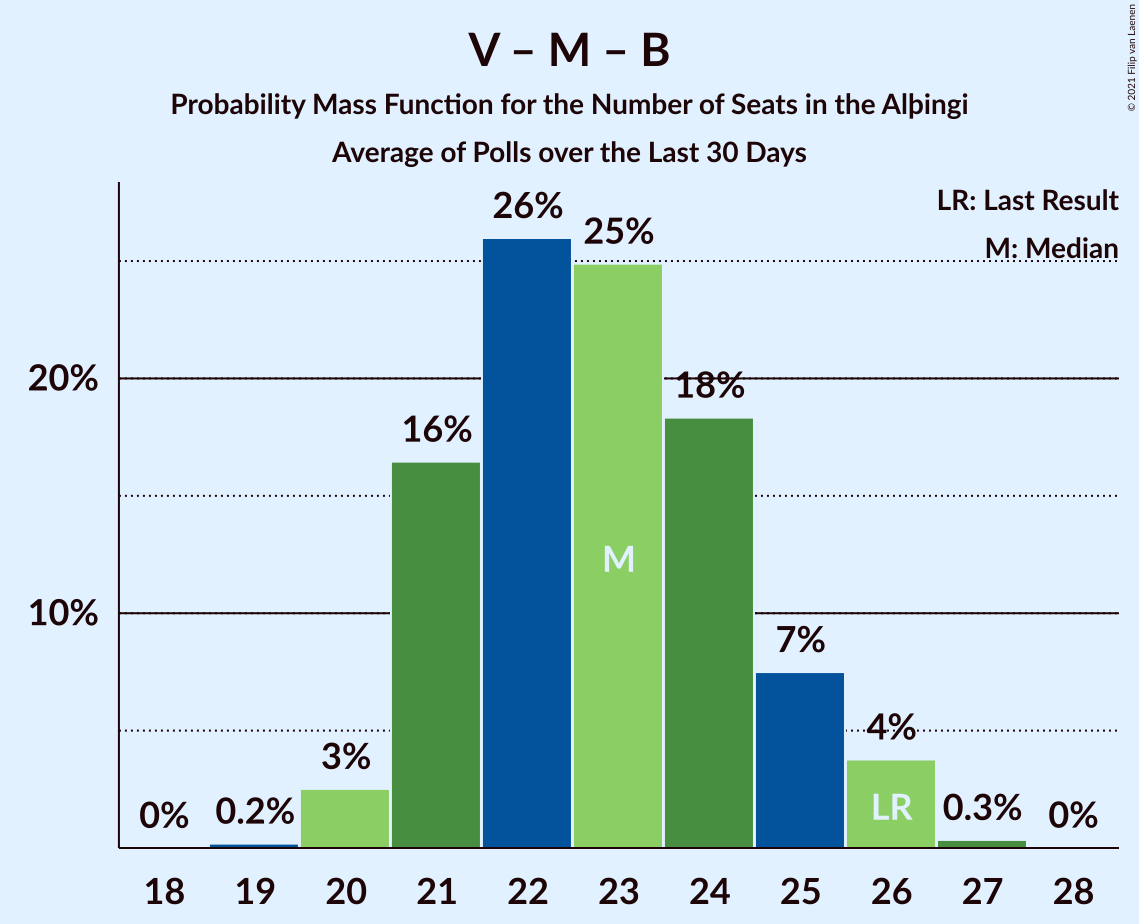 V – M – B
Probability Mass Function for the Number of Seats in the Alþingi
Average of Polls over the Last 30 Days
© 2021 Filip van Laenen
LR: Last Result
M: Median
26%
25%
20%
18%
16%
M
10%
7%
4%
3%
LR
0%
0.2%
0.3%
0%
18 19 20 21 22 23 24 25 26 27 28